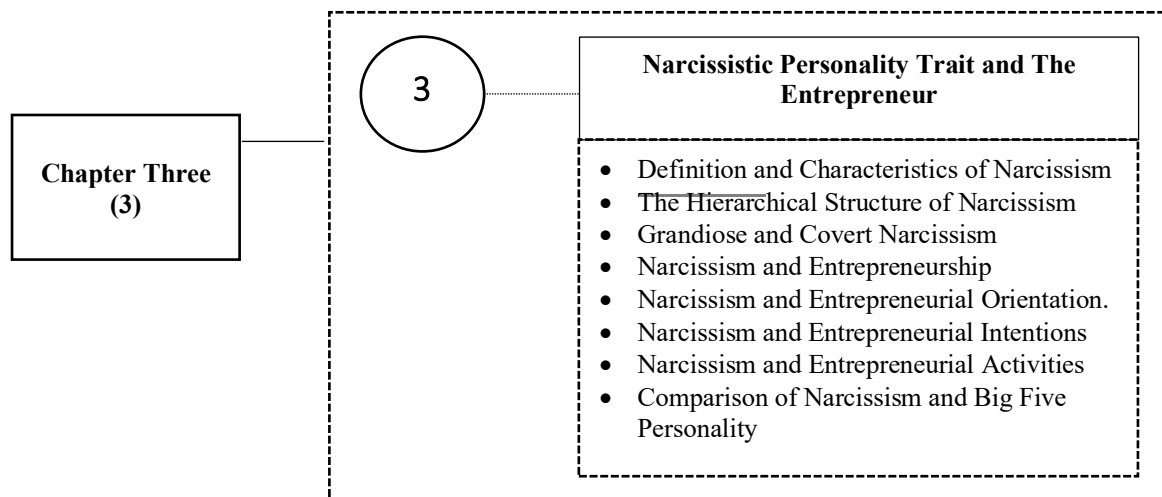 Chapter Three
(3)
3
Narcissistic Personality Trait and The
Entrepreneur
• Definition and Characteristics of Narcissism
• The Hierarchical Structure of Narcissism
• Grandiose and Covert Narcissism
• Narcissism and Entrepreneurship
• Narcissism and Entrepreneurial Orientation.
• Narcissism and Entrepreneurial Intentions
• Narcissism and Entrepreneurial Activities
• Comparison of Narcissism and Big Five
Personality